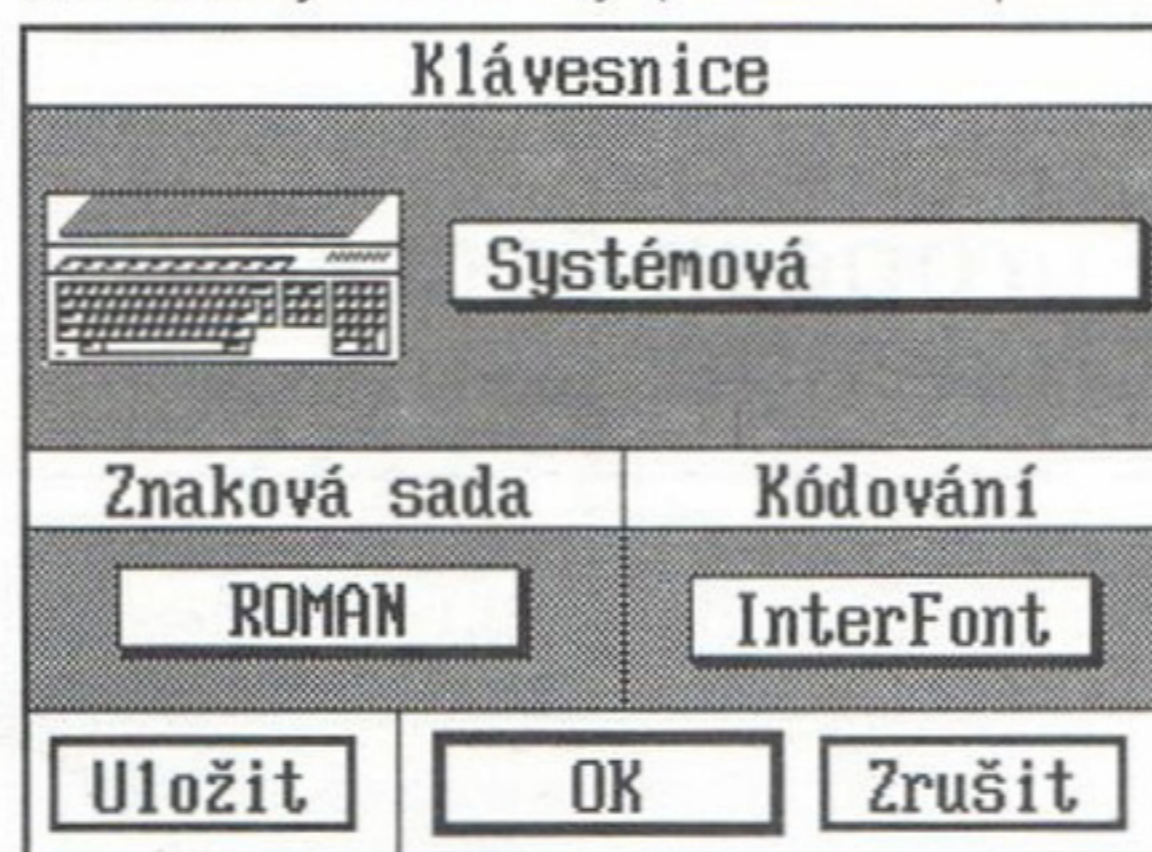 Klávesnice
Systémová
Znaková sada
Kódování
ROMAN
InterFont
Uložit
OK
Zrušit